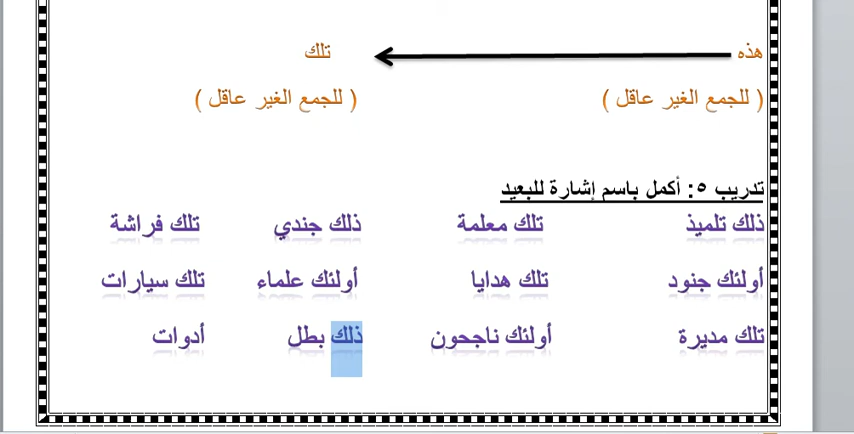 هذه تلك
( للجمع الغير عاقل ) ( للجمع الغير عاقل )
تدريب ٥: أكمل باسم إشارة للبعيد
ذلك تلميذ تلك معلمة ذلك جندي تلك فراشة
أولئك جنود تلك هدايا أولئك علماء تلك سيارات
تلك مديرة أولئك ناجحون ذلك بطل أدوات